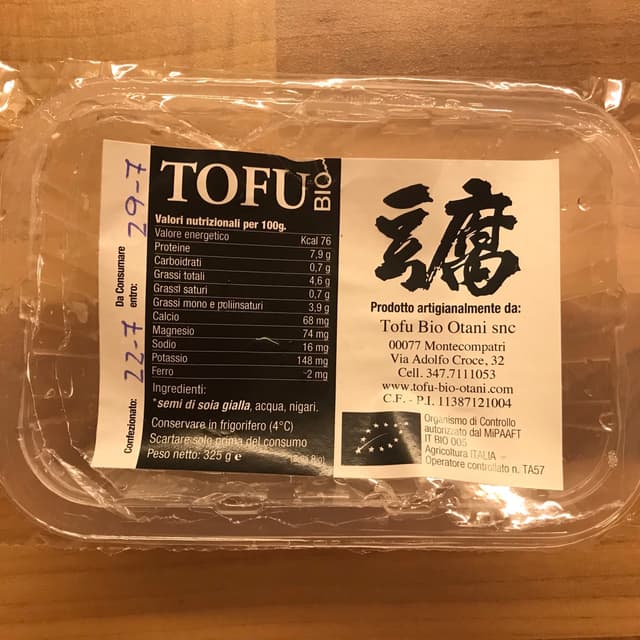 Confezionato: 22-7 Da Consumare
entro: 29-7
TOFU BIO
Valori nutrizionali per 100g.
Valore energetico Kcal 76
Proteine 7,9 g
Carboidrati 0,7 g
Grassi totali 4,6 g
Grassi saturi 0,7 g
Grassi mono e poliinsaturi 3,9 g
Calcio 68 mg
Magnesio 74 mg
Sodio 16 mg
Potassio 148 mg
Ferro 2 mg
Ingredienti:
*semi di soia gialla, acqua, nigari.
Conservare in frigorifero (4°C)
Scartare solo prima del consumo
Peso netto: 325 g e
豆腐
Prodotto artigianalmente da:
Tofu Bio Otani snc
00077 Montecompatri
Via Adolfo Croce, 32
Cell. 347.7111053
www.tofu-bio-otani.com
C.F. - P.I. 11387121004
Organismo di Controllo
autorizzato dal MiPAAFT
IT BIO 005
Agricoltura ITALIA
Operatore controllato n. TA57